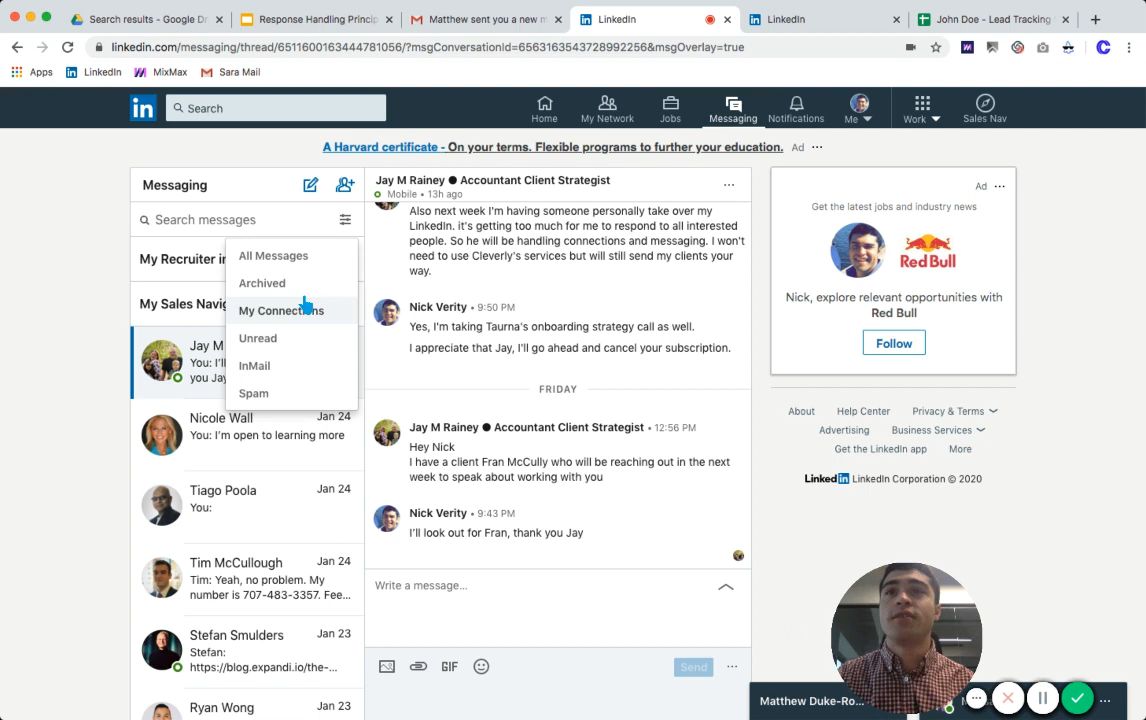 Search results - Google Dr
Response Handling Princip
Matthew sent you a new m
LinkedIn
LinkedIn
John Doe - Lead Tracking
linkedin.com/messaging/thread/6511600163444781056/?msgConversationId=6563163543728992256&msgOverlay=true
Apps
LinkedIn
MixMax
Sara Mail
in
Search
Home
My Network
Jobs
Messaging
Notifications
Me
Work
Sales Nav
A Harvard certificate - On your terms. Flexible programs to further your education. Ad
Messaging
Search messages
My Recruiter in
My Sales Navig
All Messages
Archived
My Connections
Unread
InMail
Spam
Jay M
You: I'll
you Jay
Nicole Wall
Jan 24
You: I'm open to learning more
Tiago Poola
Jan 24
You:
Tim McCullough
Jan 24
Tim: Yeah, no problem. My
number is 707-483-3357. Fee...
Stefan Smulders
Jan 23
Stefan:
https://blog.expandi.io/the-...
Ryan Wong
Jan 23
Jay M Rainey ● Accountant Client Strategist
Mobile • 13h ago
Also next week I'm having someone personally take over my
LinkedIn. it's getting too much for me to respond to all interested
people. So he will be handling connections and messaging. I won't
need to use Cleverly's services but will still send my clients your
way.
Nick Verity • 9:50 PM
Yes, I'm taking Taurna's onboarding strategy call as well.
I appreciate that Jay, I'll go ahead and cancel your subscription.
FRIDAY
Jay M Rainey ● Accountant Client Strategist • 12:56 PM
Hey Nick
I have a client Fran McCully who will be reaching out in the next
week to speak about working with you
Nick Verity • 9:43 PM
I'll look out for Fran, thank you Jay
Write a message...
GIF
Send
Ad
Get the latest jobs and industry news
Red Bull
Nick, explore relevant opportunities with
Red Bull
Follow
About
Help Center
Privacy & Terms
Advertising
Business Services
Get the LinkedIn app
More
LinkedIn LinkedIn Corporation © 2020
Matthew Duke-Ro...